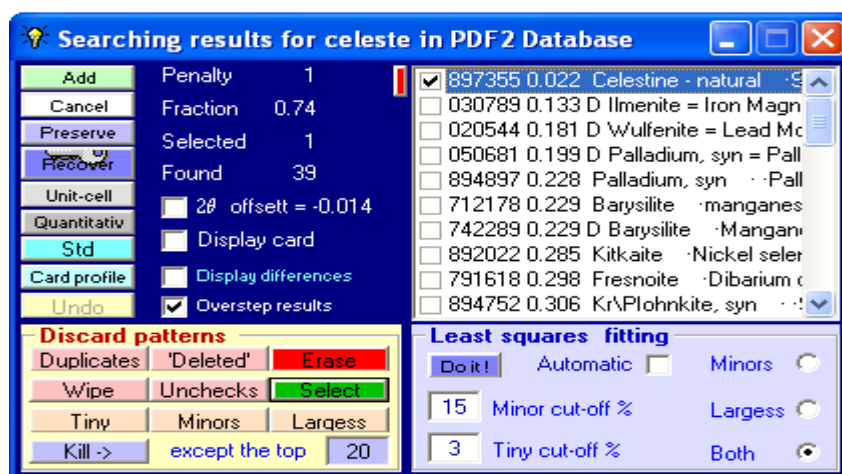 Searching results for celeste in PDF2 Database
Add
Cancel
Preserve
Recover
Unit-cell
Quantitativ
Std
Card profile
Undo
Penalty 1
Fraction 0.74
Selected 1
Found 39
2θ offsett = -0.014
Display card
Display differences
Overstep results
897355 0.022 Celestine - natural ·S
030789 0.133 D Ilmenite = Iron Magn
020544 0.181 D Wulfenite = Lead Mo
050681 0.199 D Palladium, syn = Pall
894897 0.228 Palladium, syn · ·Pall
712178 0.229 Barysilite ·manganes
742289 0.229 D Barysilite ·Mangan
892022 0.285 Kitkaite ·Nickel seler
791618 0.298 Fresnoite ·Dibarium
894752 0.306 Kr\Plohnkite, syn · ·
Discard patterns
Duplicates 'Deleted' Erase
Wipe Unchecks Select
Tiny Minors Largess
Kill -> except the top 20
Least squares fitting
Do it! Automatic Minors
15 Minor cut-off % Largess
3 Tiny cut-off % Both